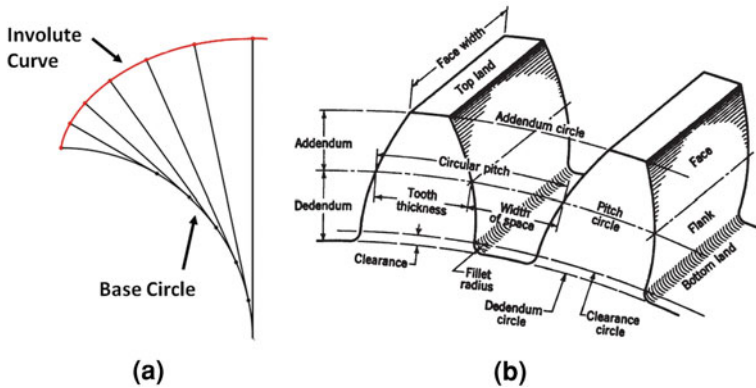 Involute
Curve
Base Circle
(a)
Face width
Top land
Addendum
Addendum circle
Face
Circular pitch
Dedendum
Tooth
thickness
Width
of space
Pitch
circle
Flank
Bottom land
Clearance
Fillet
radius
Dedendum
circle
Clearance
circle
(b)